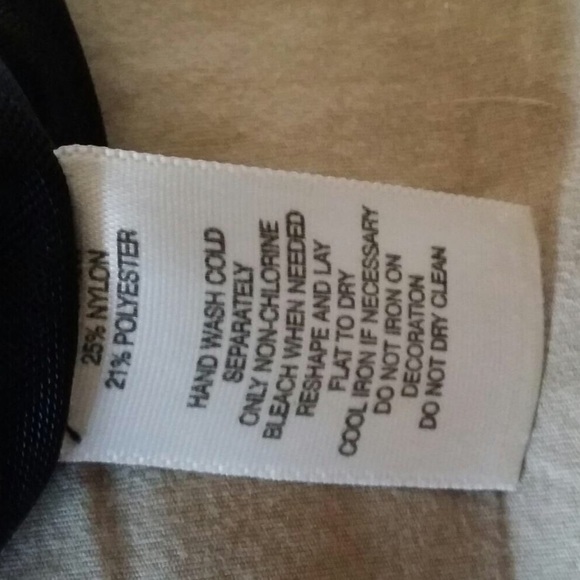 25% NYLON
21% POLYESTER
HAND WASH COLD
SEPARATELY
ONLY NON-CHLORINE
BLEACH WHEN NEEDED
RESHAPE AND LAY
FLAT TO DRY
COOL IRON IF NECESSARY
DO NOT IRON ON
DECORATION
DO NOT DRY CLEAN